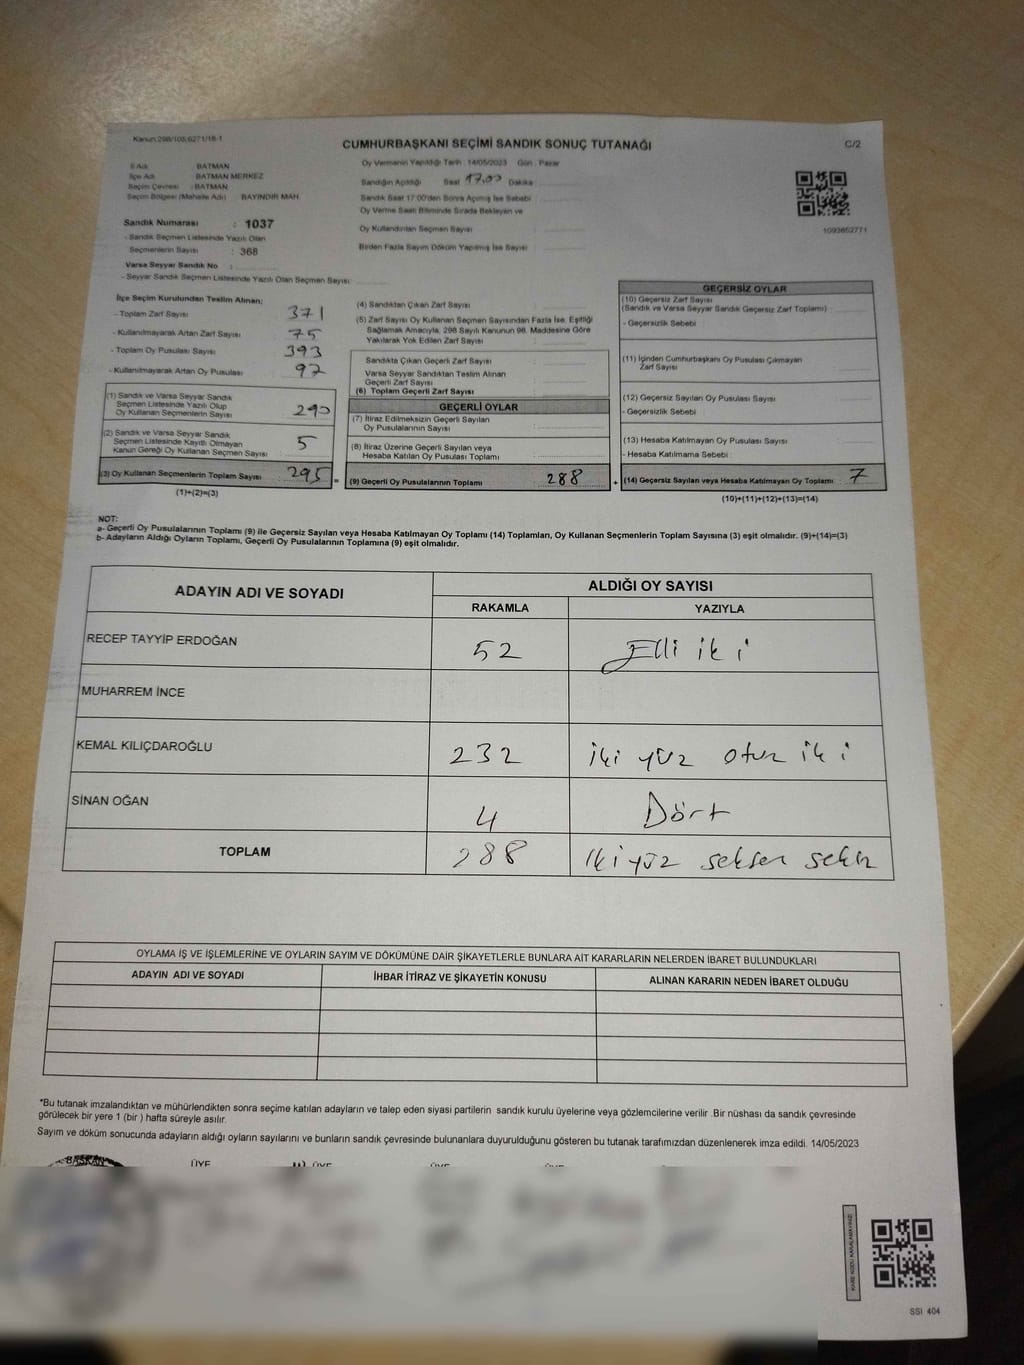 Kanun:298/105;6271/18-1
CUMHURBAŞKANI SEÇİMİ SANDIK SONUÇ TUTANAĞI
C/2
İl Adı : BATMAN
İlçe Adı : BATMAN MERKEZ
Seçim Çevresi : BATMAN
Seçim Bölgesi (Mahalle Adı) BAYINDIR MAH.
Oy Vermenin Yapıldığı Tarih : 14/05/2023 Gün : Pazar
Sandığın Açıldığı Saat 17.00 Dakika :
Sandık Saat 17:00'den Sonra Açılmış İse Sebebi :
Oy Verme Saati Bitiminde Sırada Bekleyen ve
Oy Kullandırılan Seçmen Sayısı :
Birden Fazla Sayım Döküm Yapılmış İse Sayısı :
1093652771
Sandık Numarası : 1037
- Sandık Seçmen Listesinde Yazılı Olan
Seçmenlerin Sayısı : 368
Varsa Seyyar Sandık No :
- Seyyar Sandık Seçmen Listesinde Yazılı Olan Seçmen Sayısı :
İlçe Seçim Kurulundan Teslim Alınan;
- Toplam Zarf Sayısı : 371
- Kullanılmayarak Artan Zarf Sayısı : 75
- Toplam Oy Pusulası Sayısı : 393
- Kullanılmayarak Artan Oy Pusulası : 97
(1) Sandık ve Varsa Seyyar Sandık
Seçmen Listesinde Yazılı Olup
Oy Kullanan Seçmenlerin Sayısı : 290
(2) Sandık ve Varsa Seyyar Sandık
Seçmen Listesinde Kayıtlı Olmayan
Kanun Gereği Oy Kullanan Seçmen Sayısı : 5
(3) Oy Kullanan Seçmenlerin Toplam Sayısı : 295
(1)+(2)=(3)
(4) Sandıktan Çıkan Zarf Sayısı :
(5) Zarf Sayısı Oy Kullanan Seçmen Sayısından Fazla İse, Eşitliği
Sağlamak Amacıyla, 298 Sayılı Kanunun 98. Maddesine Göre
Yakılarak Yok Edilen Zarf Sayısı :
Sandıkta Çıkan Geçerli Zarf Sayısı :
Varsa Seyyar Sandıktan Teslim Alınan
Geçerli Zarf Sayısı :
(6) Toplam Geçerli Zarf Sayısı :
GEÇERLİ OYLAR
(7) İtiraz Edilmeksizin Geçerli Sayılan
Oy Pusulalarının Sayısı :
(8) İtiraz Üzerine Geçerli Sayılan veya
Hesaba Katılan Oy Pusulası Toplamı :
= (9) Geçerli Oy Pusulalarının Toplamı : 288
GEÇERSİZ OYLAR
(10) Geçersiz Zarf Sayısı
(Sandık ve Varsa Seyyar Sandık Geçersiz Zarf Toplamı) :
- Geçersizlik Sebebi :
(11) İçinden Cumhurbaşkanı Oy Pusulası Çıkmayan
Zarf Sayısı :
(12) Geçersiz Sayılan Oy Pusulası Sayısı :
- Geçersizlik Sebebi :
(13) Hesaba Katılmayan Oy Pusulası Sayısı :
- Hesaba Katılmama Sebebi :
+ (14) Geçersiz Sayılan veya Hesaba Katılmayan Oy Toplamı : 7
(10)+(11)+(12)+(13)=(14)
NOT:
a- Geçerli Oy Pusulalarının Toplamı (9) ile Geçersiz Sayılan veya Hesaba Katılmayan Oy Toplamı (14) Toplamları, Oy Kullanan Seçmenlerin Toplam Sayısına (3) eşit olmalıdır. (9)+(14)=(3)
b- Adayların Aldığı Oyların Toplamı, Geçerli Oy Pusulalarının Toplamına (9) eşit olmalıdır.
ADAYIN ADI VE SOYADI
ALDIĞI OY SAYISI
RAKAMLA YAZIYLA
RECEP TAYYİP ERDOĞAN 52 Elli iki
MUHARREM İNCE
KEMAL KILIÇDAROĞLU 232 iki yüz otuz iki
SİNAN OĞAN 4 Dört
TOPLAM 288 iki yüz seksen sekiz
OYLAMA İŞ VE İŞLEMLERİNE VE OYLARIN SAYIM VE DÖKÜMÜNE DAİR ŞİKAYETLERLE BUNLARA AİT KARARLARIN NELERDEN İBARET BULUNDUKLARI
ADAYIN ADI VE SOYADI İHBAR İTİRAZ VE ŞİKAYETİN KONUSU ALINAN KARARIN NEDEN İBARET OLDUĞU
*Bu tutanak imzalandıktan ve mühürlendikten sonra seçime katılan adayların ve talep eden siyasi partilerin sandık kurulu üyelerine veya gözlemcilerine verilir .Bir nüshası da sandık çevresinde
görülecek bir yere 1 (bir ) hafta süreyle asılır.
Sayım ve döküm sonucunda adayların aldığı oyların sayılarını ve bunların sandık çevresinde bulunanlara duyurulduğunu gösteren bu tutanak tarafımızdan düzenlenerek imza edildi. 14/05/2023
BAŞKAN ÜYE ÜYE
SSI 404